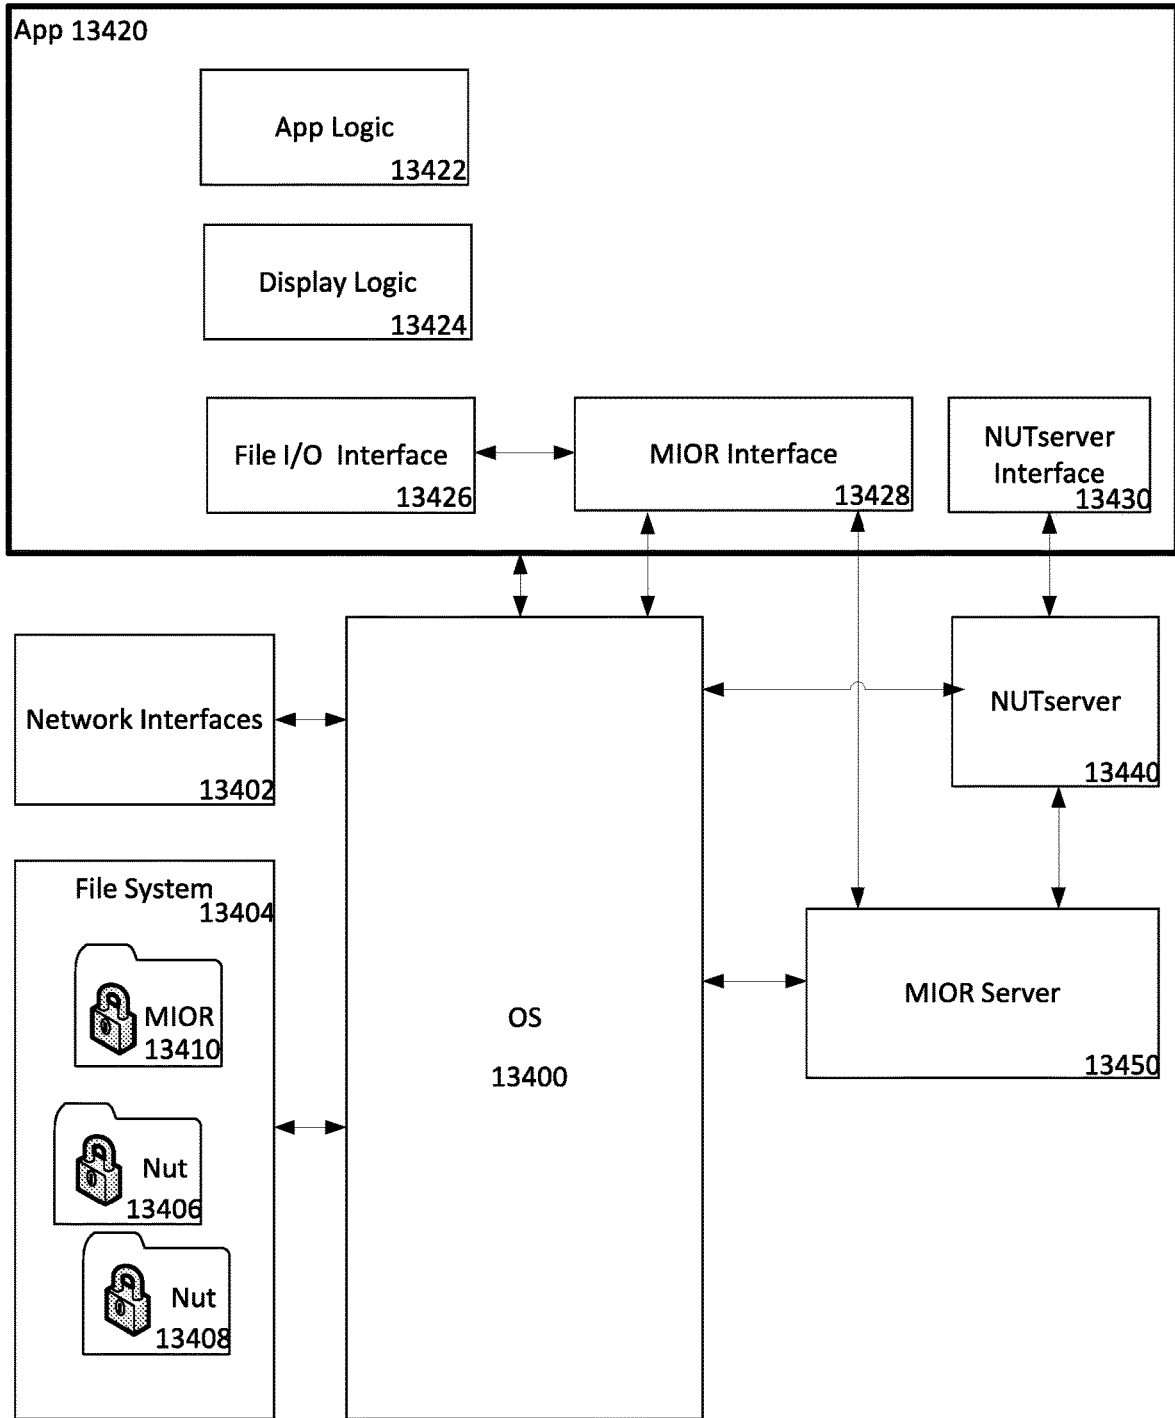 App 13420
App Logic
13422
Display Logic
13424
File I/O Interface
13426
MIOR Interface
13428
NUTserver
Interface
13430
Network Interfaces
13402
NUTserver
13440
File System
13404
MIOR
13410
Nut
13406
Nut
13408
OS
13400
MIOR Server
13450